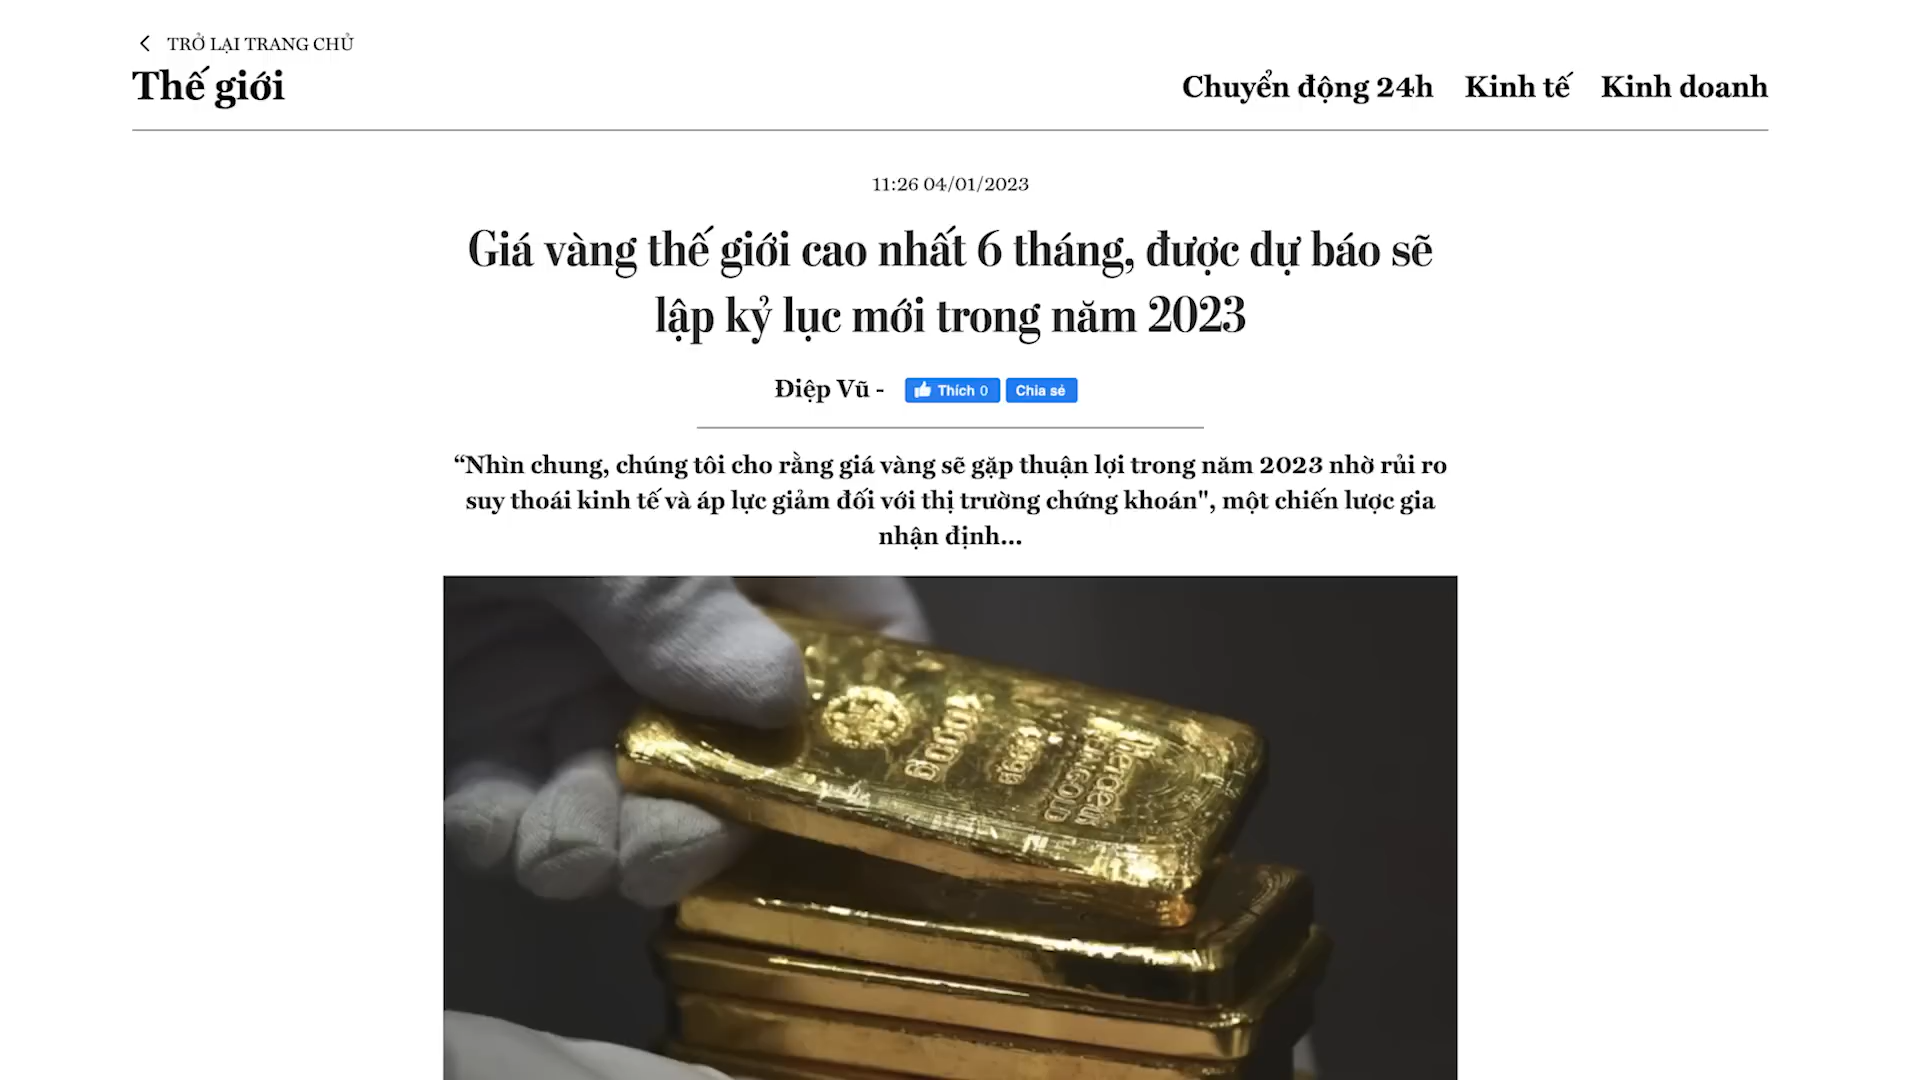 TRỞ LẠI TRANG CHỦ
Thế giới
Chuyển động 24h Kinh tế Kinh doanh
11:26 04/01/2023
Giá vàng thế giới cao nhất 6 tháng, được dự báo sẽ
lập kỷ lục mới trong năm 2023
Điệp Vũ -
Thích 0 Chia sẻ
“Nhìn chung, chúng tôi cho rằng giá vàng sẽ gặp thuận lợi trong năm 2023 nhờ rủi ro
suy thoái kinh tế và áp lực giảm đối với thị trường chứng khoán", một chiến lược gia
nhận định...
1000 g
Feingold